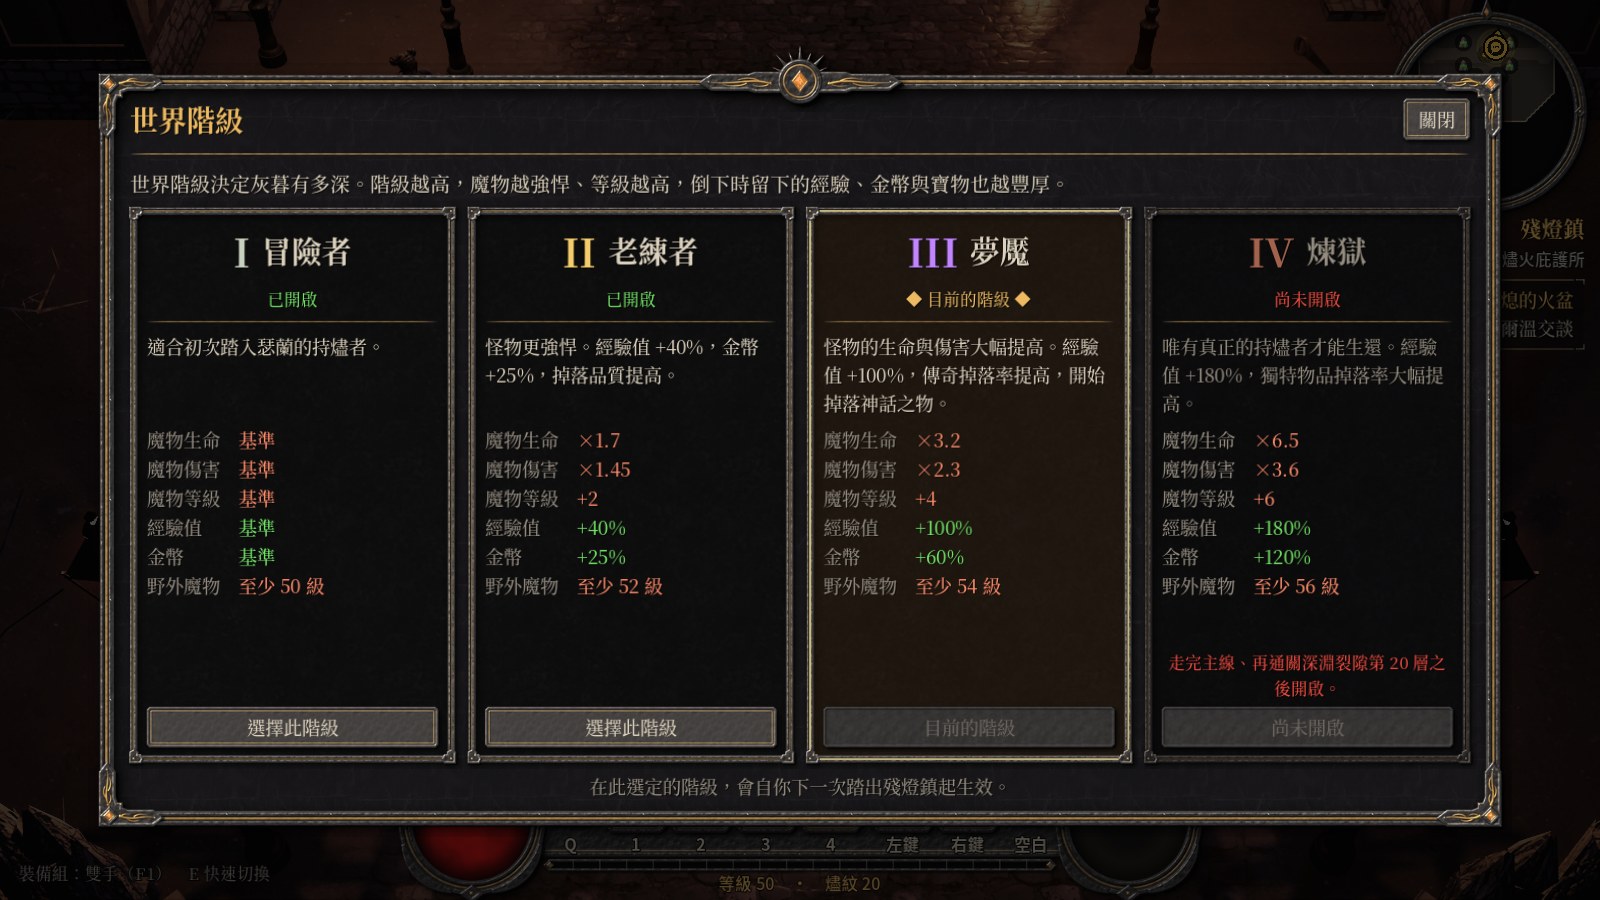 世界階級
關閉
世界階級決定灰暮有多深。階級越高，魔物越強悍、等級越高，倒下時留下的經驗、金幣與寶物也越豐厚。
I 冒險者
已開啟
適合初次踏入瑟蘭的持燼者。
魔物生命 基準
魔物傷害 基準
魔物等級 基準
經驗值 基準
金幣 基準
野外魔物 至少 50 級
選擇此階級
II 老練者
已開啟
怪物更強悍。經驗值 +40%，金幣
+25%，掉落品質提高。
魔物生命 ×1.7
魔物傷害 ×1.45
魔物等級 +2
經驗值 +40%
金幣 +25%
野外魔物 至少 52 級
選擇此階級
III 夢魘
◆ 目前的階級 ◆
怪物的生命與傷害大幅提高。經驗
值 +100%，傳奇掉落率提高，開始
掉落神話之物。
魔物生命 ×3.2
魔物傷害 ×2.3
魔物等級 +4
經驗值 +100%
金幣 +60%
野外魔物 至少 54 級
目前的階級
IV 煉獄
尚未開啟
唯有真正的持燼者才能生還。經驗
值 +180%，獨特物品掉落率大幅提
高。
魔物生命 ×6.5
魔物傷害 ×3.6
魔物等級 +6
經驗值 +180%
金幣 +120%
野外魔物 至少 56 級
走完主線、再通關深淵裂隙第 20 層之
後開啟。
尚未開啟
在此選定的階級，會自你下一次踏出殘燈鎮起生效。
殘燈鎮
燼火庇護所
熄的火盆
爾溫交談
Q 1 2 3 4 左鍵 右鍵 空白
裝備組：雙手（F1） E 快速切換
等級 50 · 燼紋 20